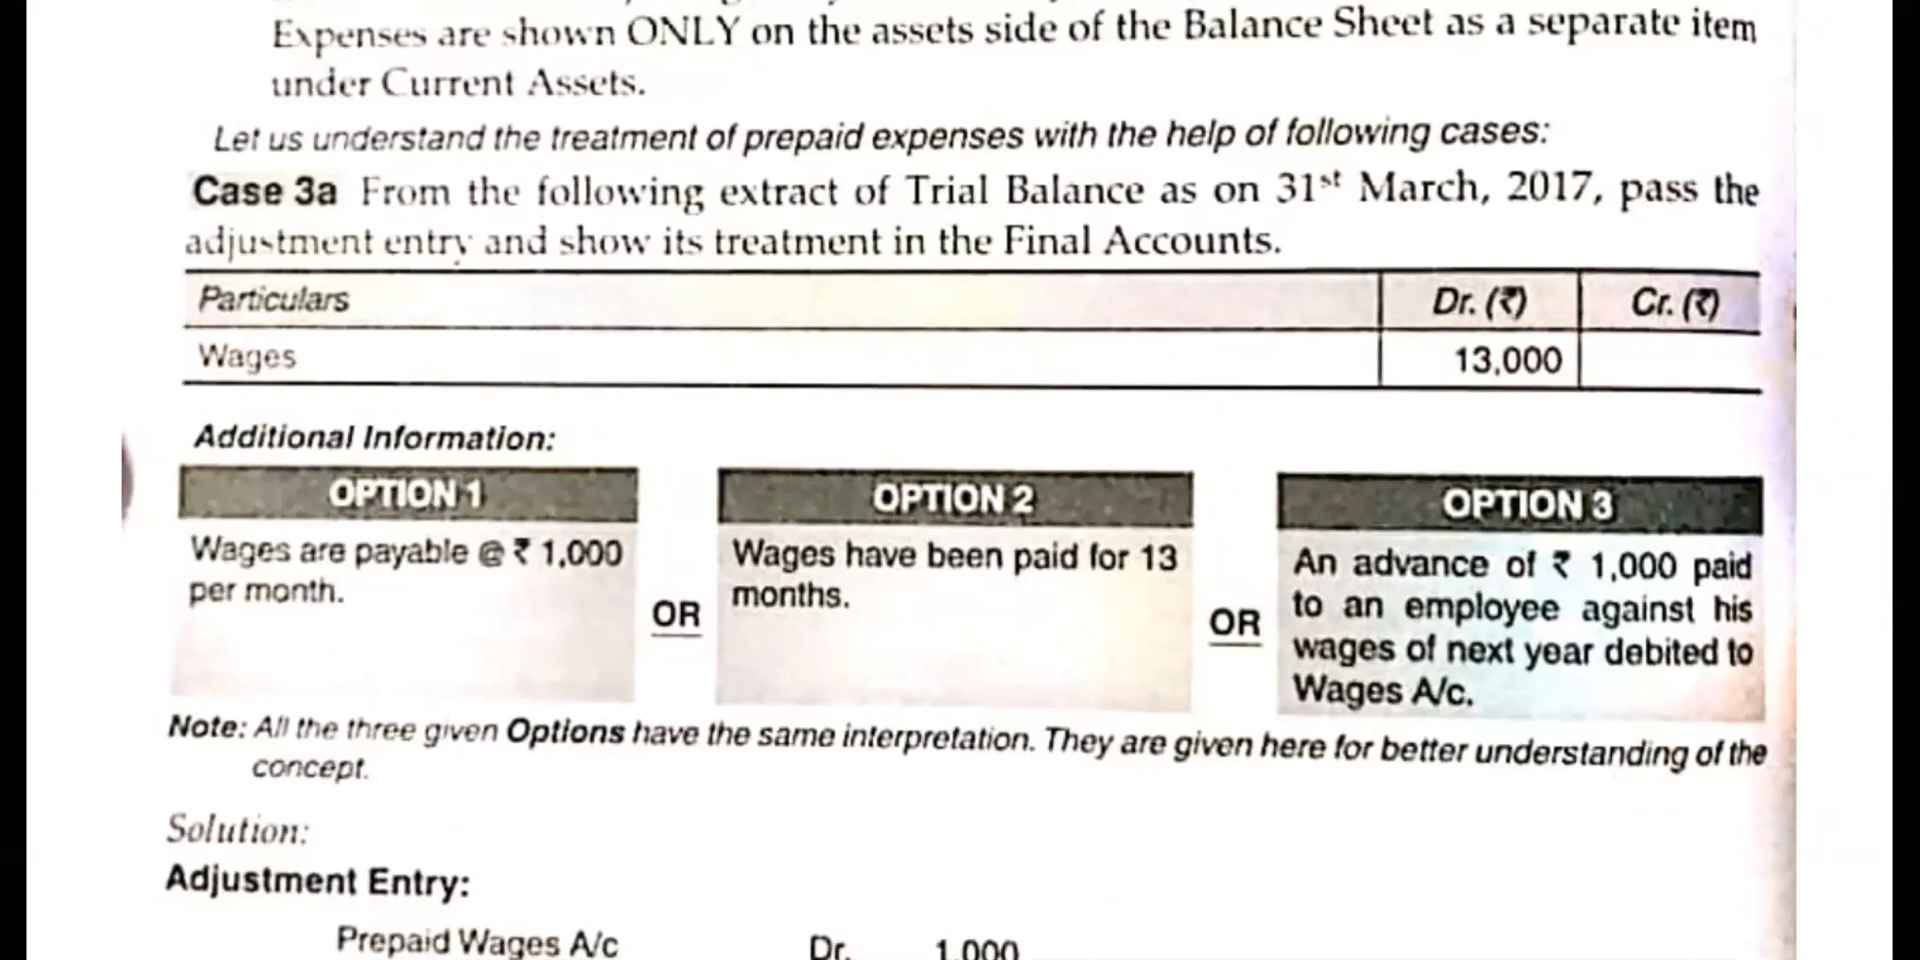 Expenses are shown ONLY on the assets side of the Balance Sheet as a separate item
under Current Assets.
Let us understand the treatment of prepaid expenses with the help of following cases:
Case 3a From the following extract of Trial Balance as on 31st March, 2017, pass the
adjustment entry and show its treatment in the Final Accounts.
Particulars Dr. (₹) Cr. (₹)
Wages 13,000
Additional Information:
OPTION 1
Wages are payable @ ₹ 1,000
per month.
OR
OPTION 2
Wages have been paid for 13
months.
OR
OPTION 3
An advance of ₹ 1,000 paid
to an employee against his
wages of next year debited to
Wages A/c.
Note: All the three given Options have the same interpretation. They are given here for better understanding of the
concept.
Solution:
Adjustment Entry:
Prepaid Wages A/c Dr. 1,000